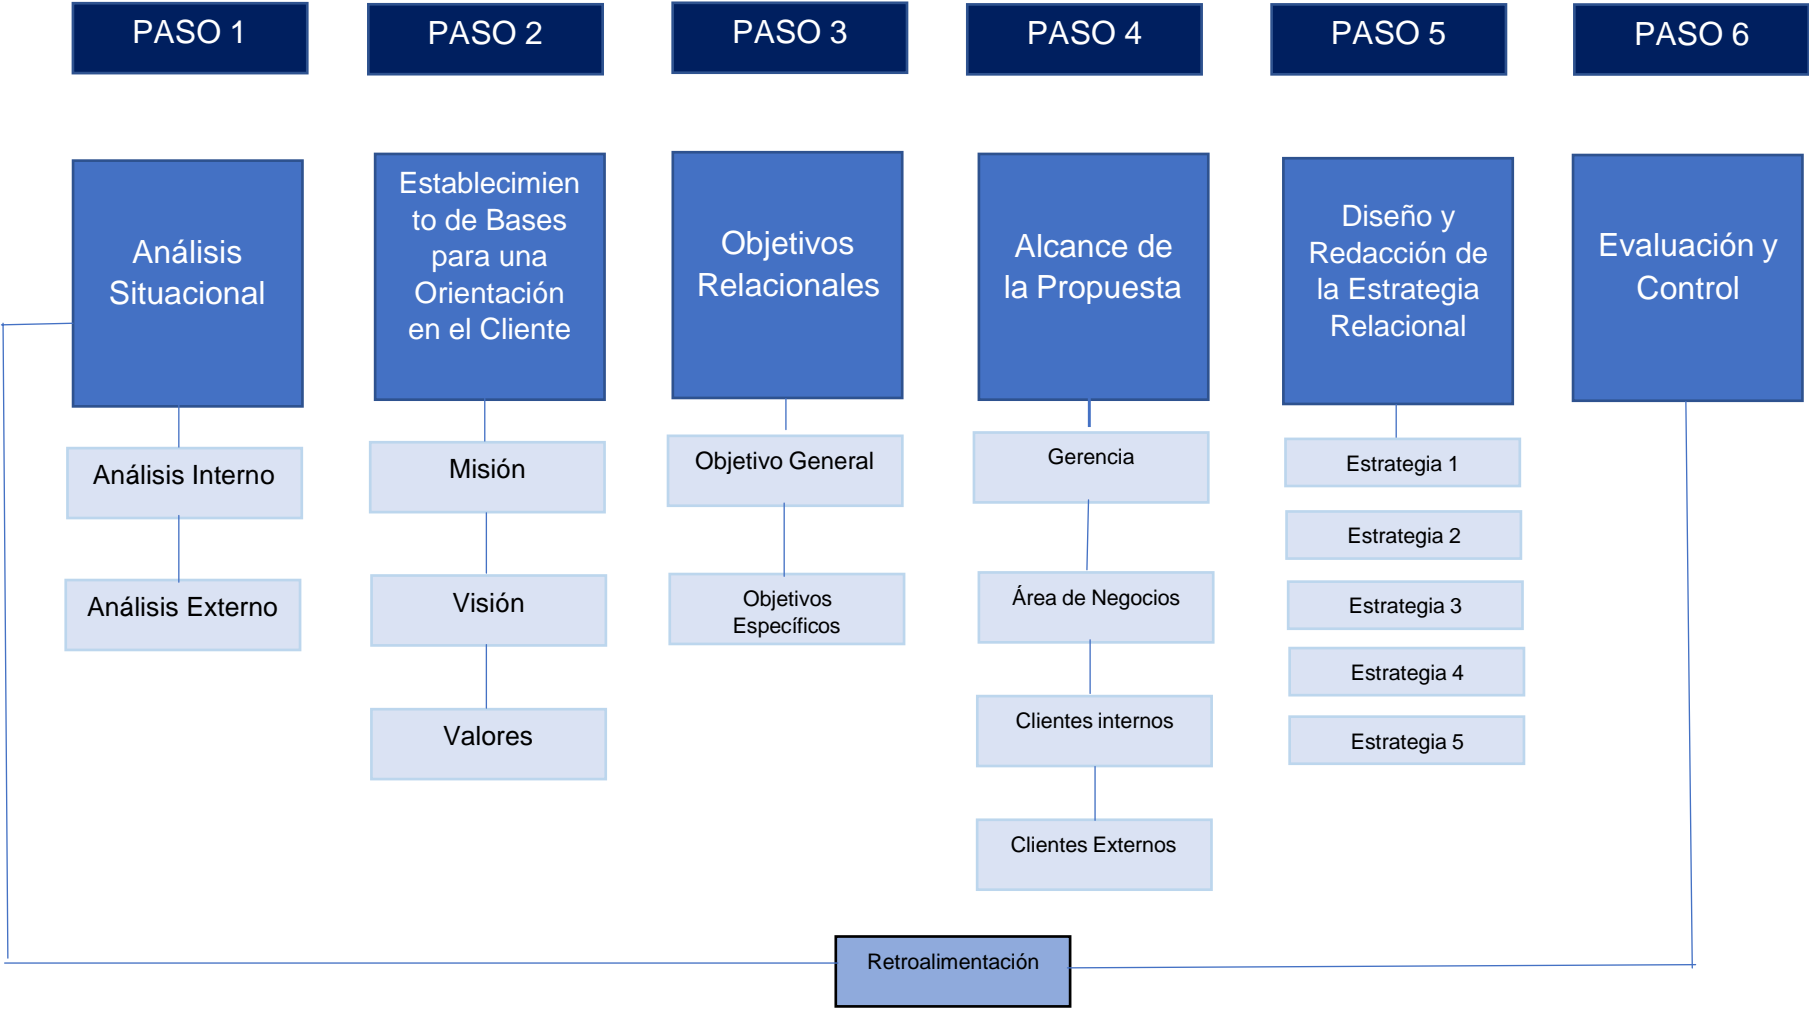 PASO 1
PASO 2
PASO 3
PASO 4
PASO 5
PASO 6
Análisis
Situacional
Establecimien
to de Bases
para una
Orientación
en el Cliente
Objetivos
Relacionales
Alcance de
la Propuesta
Diseño y
Redacción de
la Estrategia
Relacional
Evaluación y
Control
Análisis Interno
Análisis Externo
Misión
Visión
Valores
Objetivo General
Objetivos
Específicos
Gerencia
Área de Negocios
Clientes internos
Clientes Externos
Estrategia 1
Estrategia 2
Estrategia 3
Estrategia 4
Estrategia 5
Retroalimentación